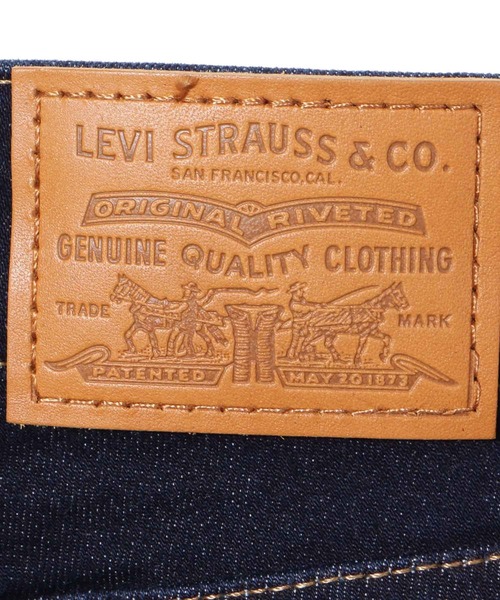 LEVI STRAUSS & CO.
SAN FRANCISCO, CAL.
ORIGINAL RIVETED
GENUINE QUALITY CLOTHING
TRADE MARK
PATENTED MAY 20 1873